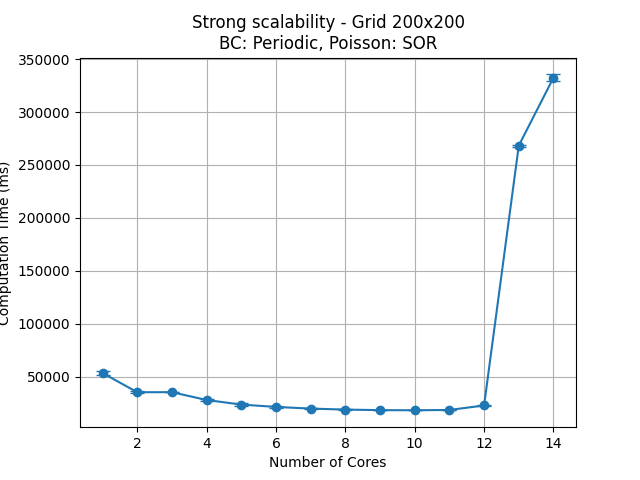 Strong scalability - Grid 200x200
BC: Periodic, Poisson: SOR
Computation Time (ms)
350000
300000
250000
200000
150000
100000
50000
2 4 6 8 10 12 14
Number of Cores